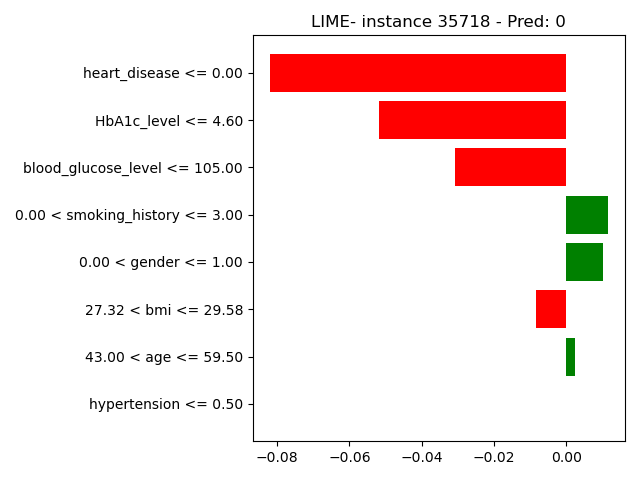 LIME- instance 35718 - Pred: 0
heart_disease <= 0.00
HbA1c_level <= 4.60
blood_glucose_level <= 105.00
0.00 < smoking_history <= 3.00
0.00 < gender <= 1.00
27.32 < bmi <= 29.58
43.00 < age <= 59.50
hypertension <= 0.50
−0.08 −0.06 −0.04 −0.02 0.00